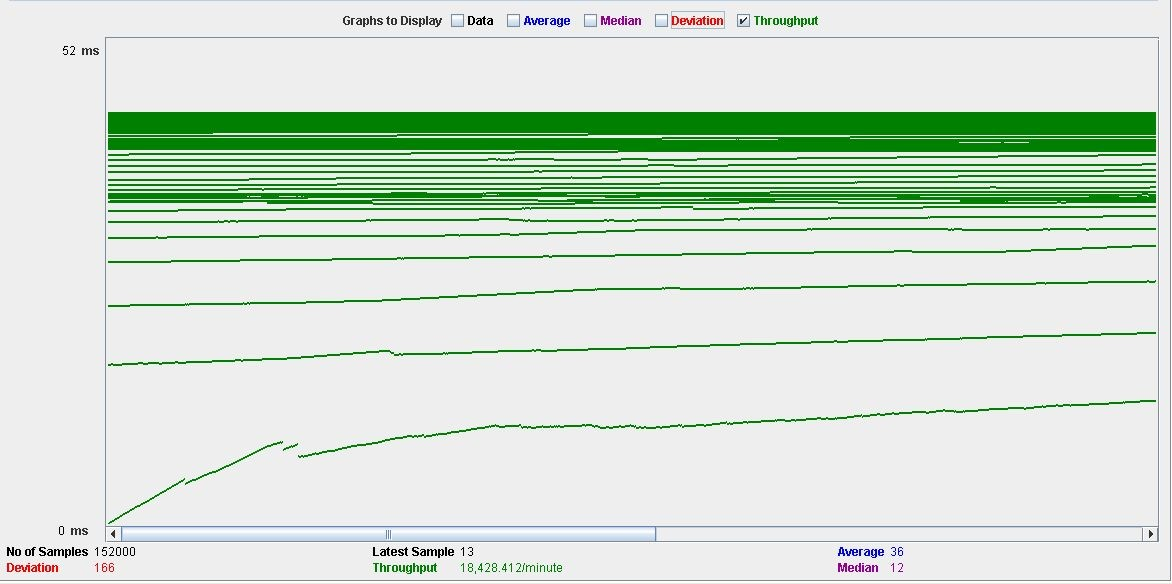 Graphs to Display Data Average Median Deviation Throughput
52 ms
0 ms
No of Samples 152000 Latest Sample 13 Average 36
Deviation 166 Throughput 18,428.412/minute Median 12